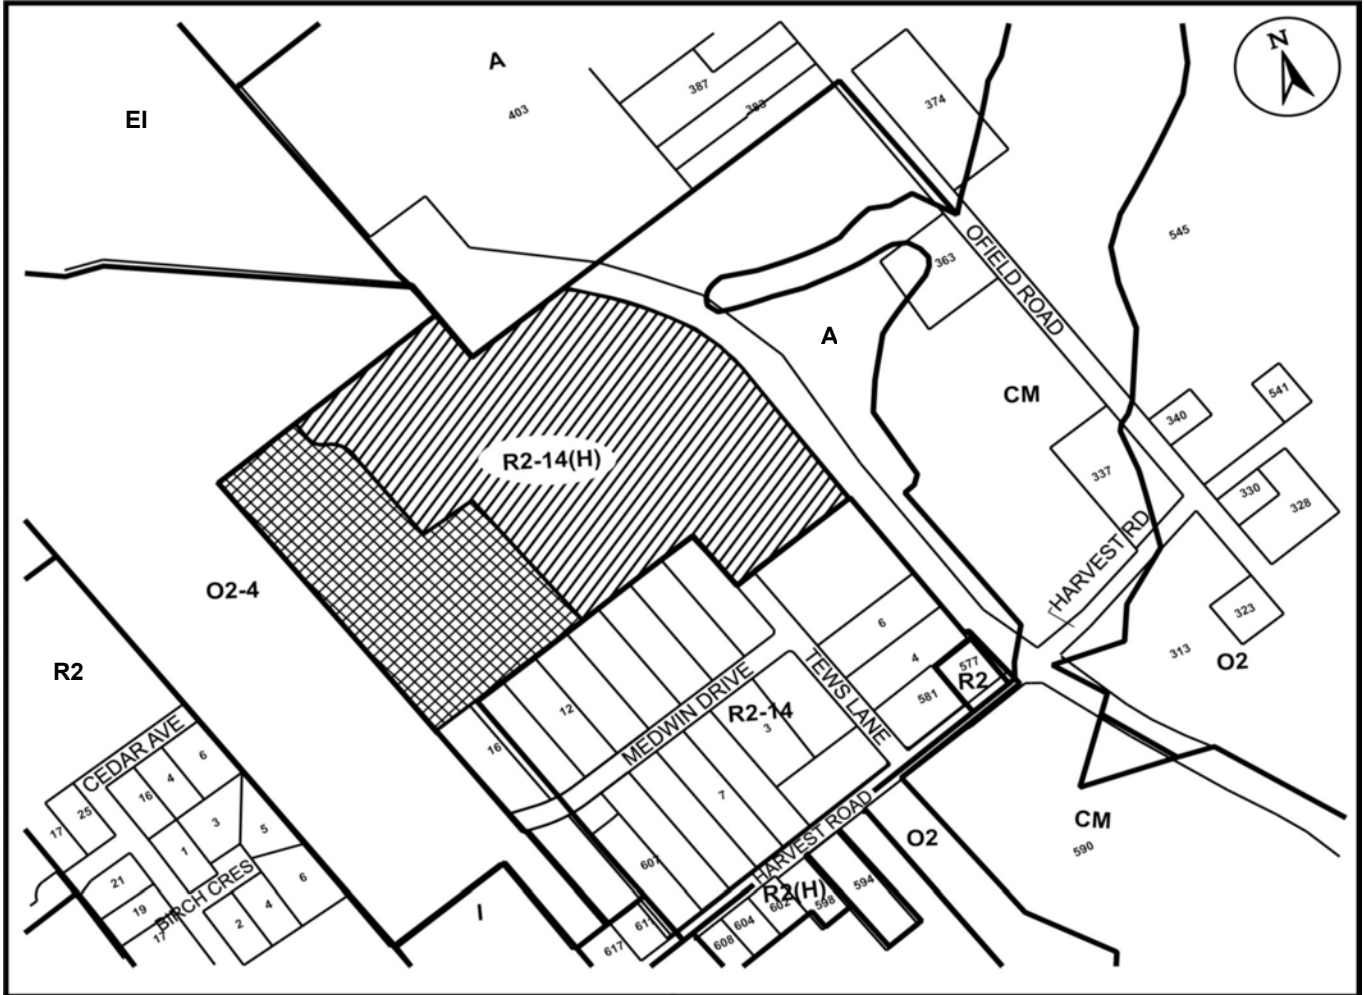 N
A
EI
387
403
383
374
545
OFIELD ROAD
363
A
CM
541
340
R2-14(H)
337
330
328
HARVEST RD
O2-4
323
6
313
4
577
O2
R2
R2
581
TEWS LANE
12
MEDWIN DRIVE
R2-14
3
16
CEDAR AVE
6
4
16
7
25
17
3
5
HARVEST ROAD
CM
1
O2
590
607
21
6
594
R2(H)
BIRCH CRES
602
598
19
4
I
2
604
611
17
608
617